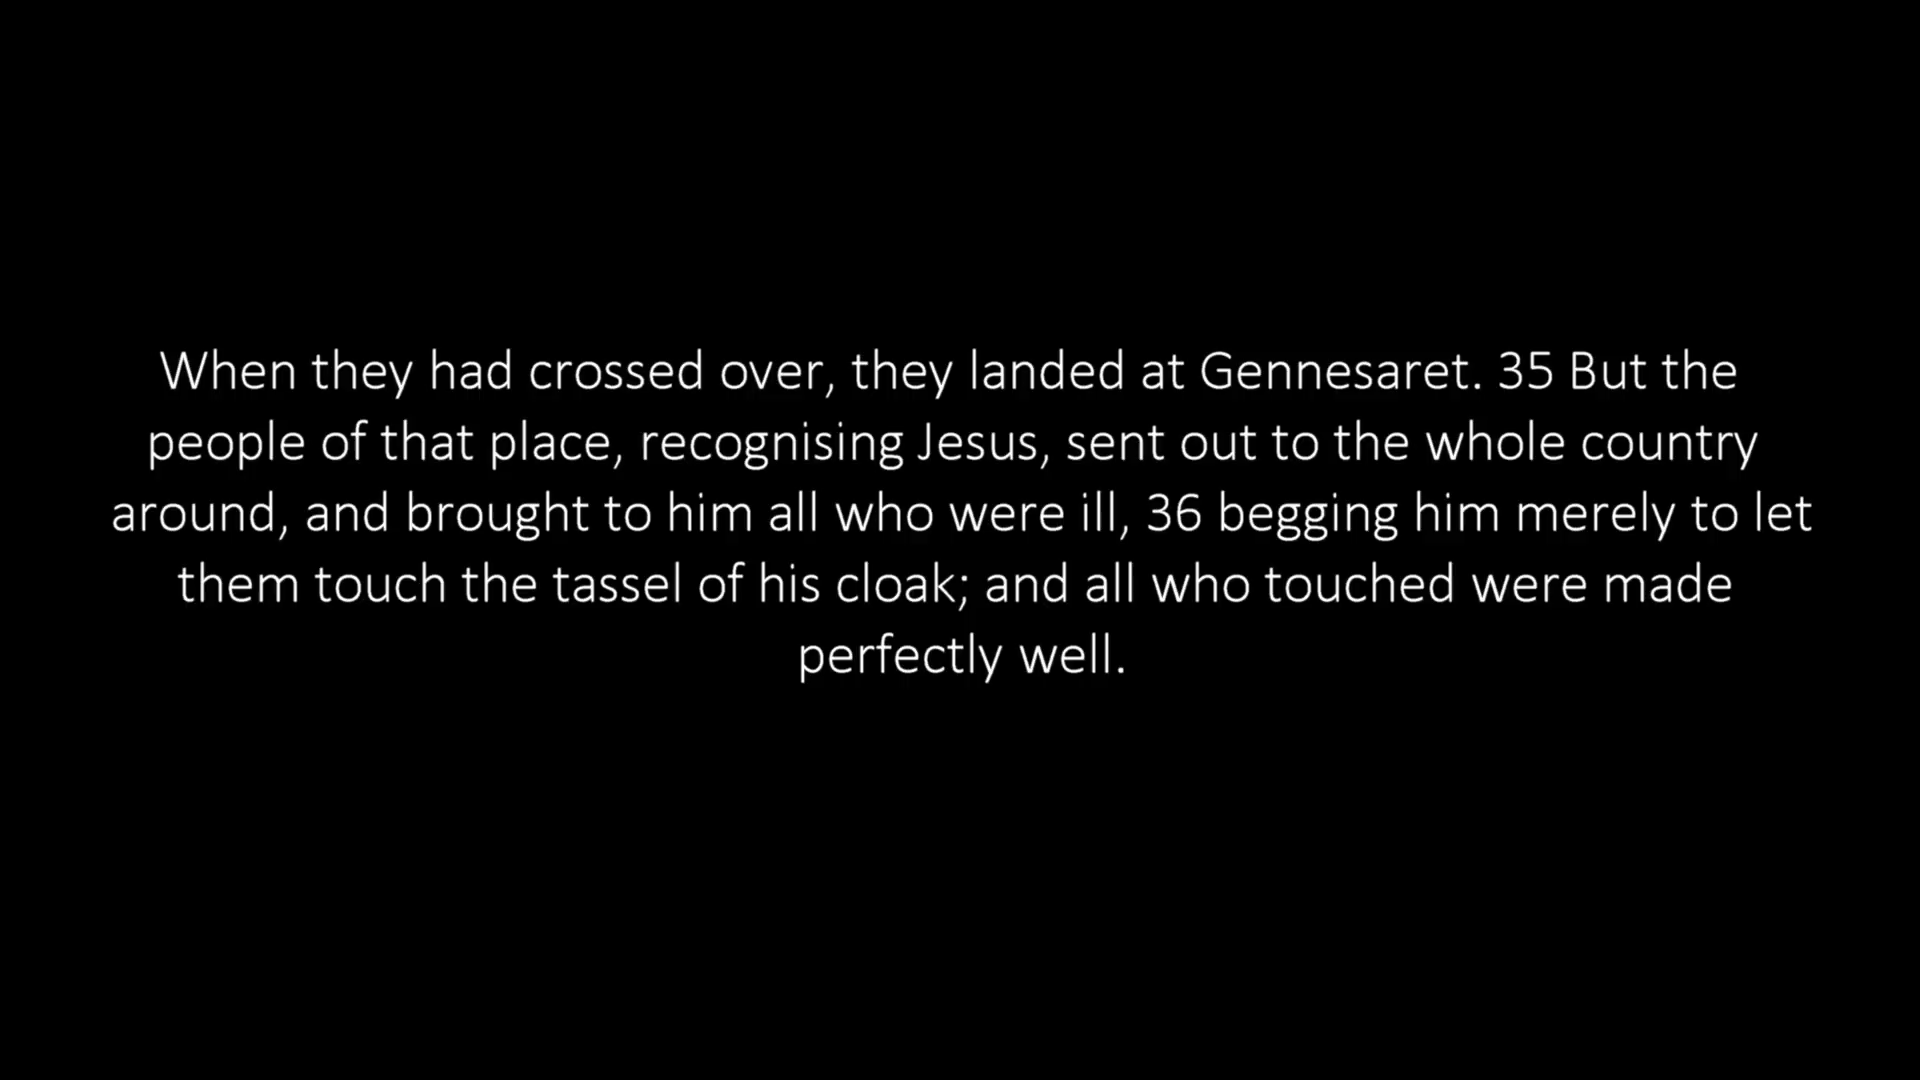 When they had crossed over, they landed at Gennesaret. 35 But the
people of that place, recognising Jesus, sent out to the whole country
around, and brought to him all who were ill, 36 begging him merely to let
them touch the tassel of his cloak; and all who touched were made
perfectly well.